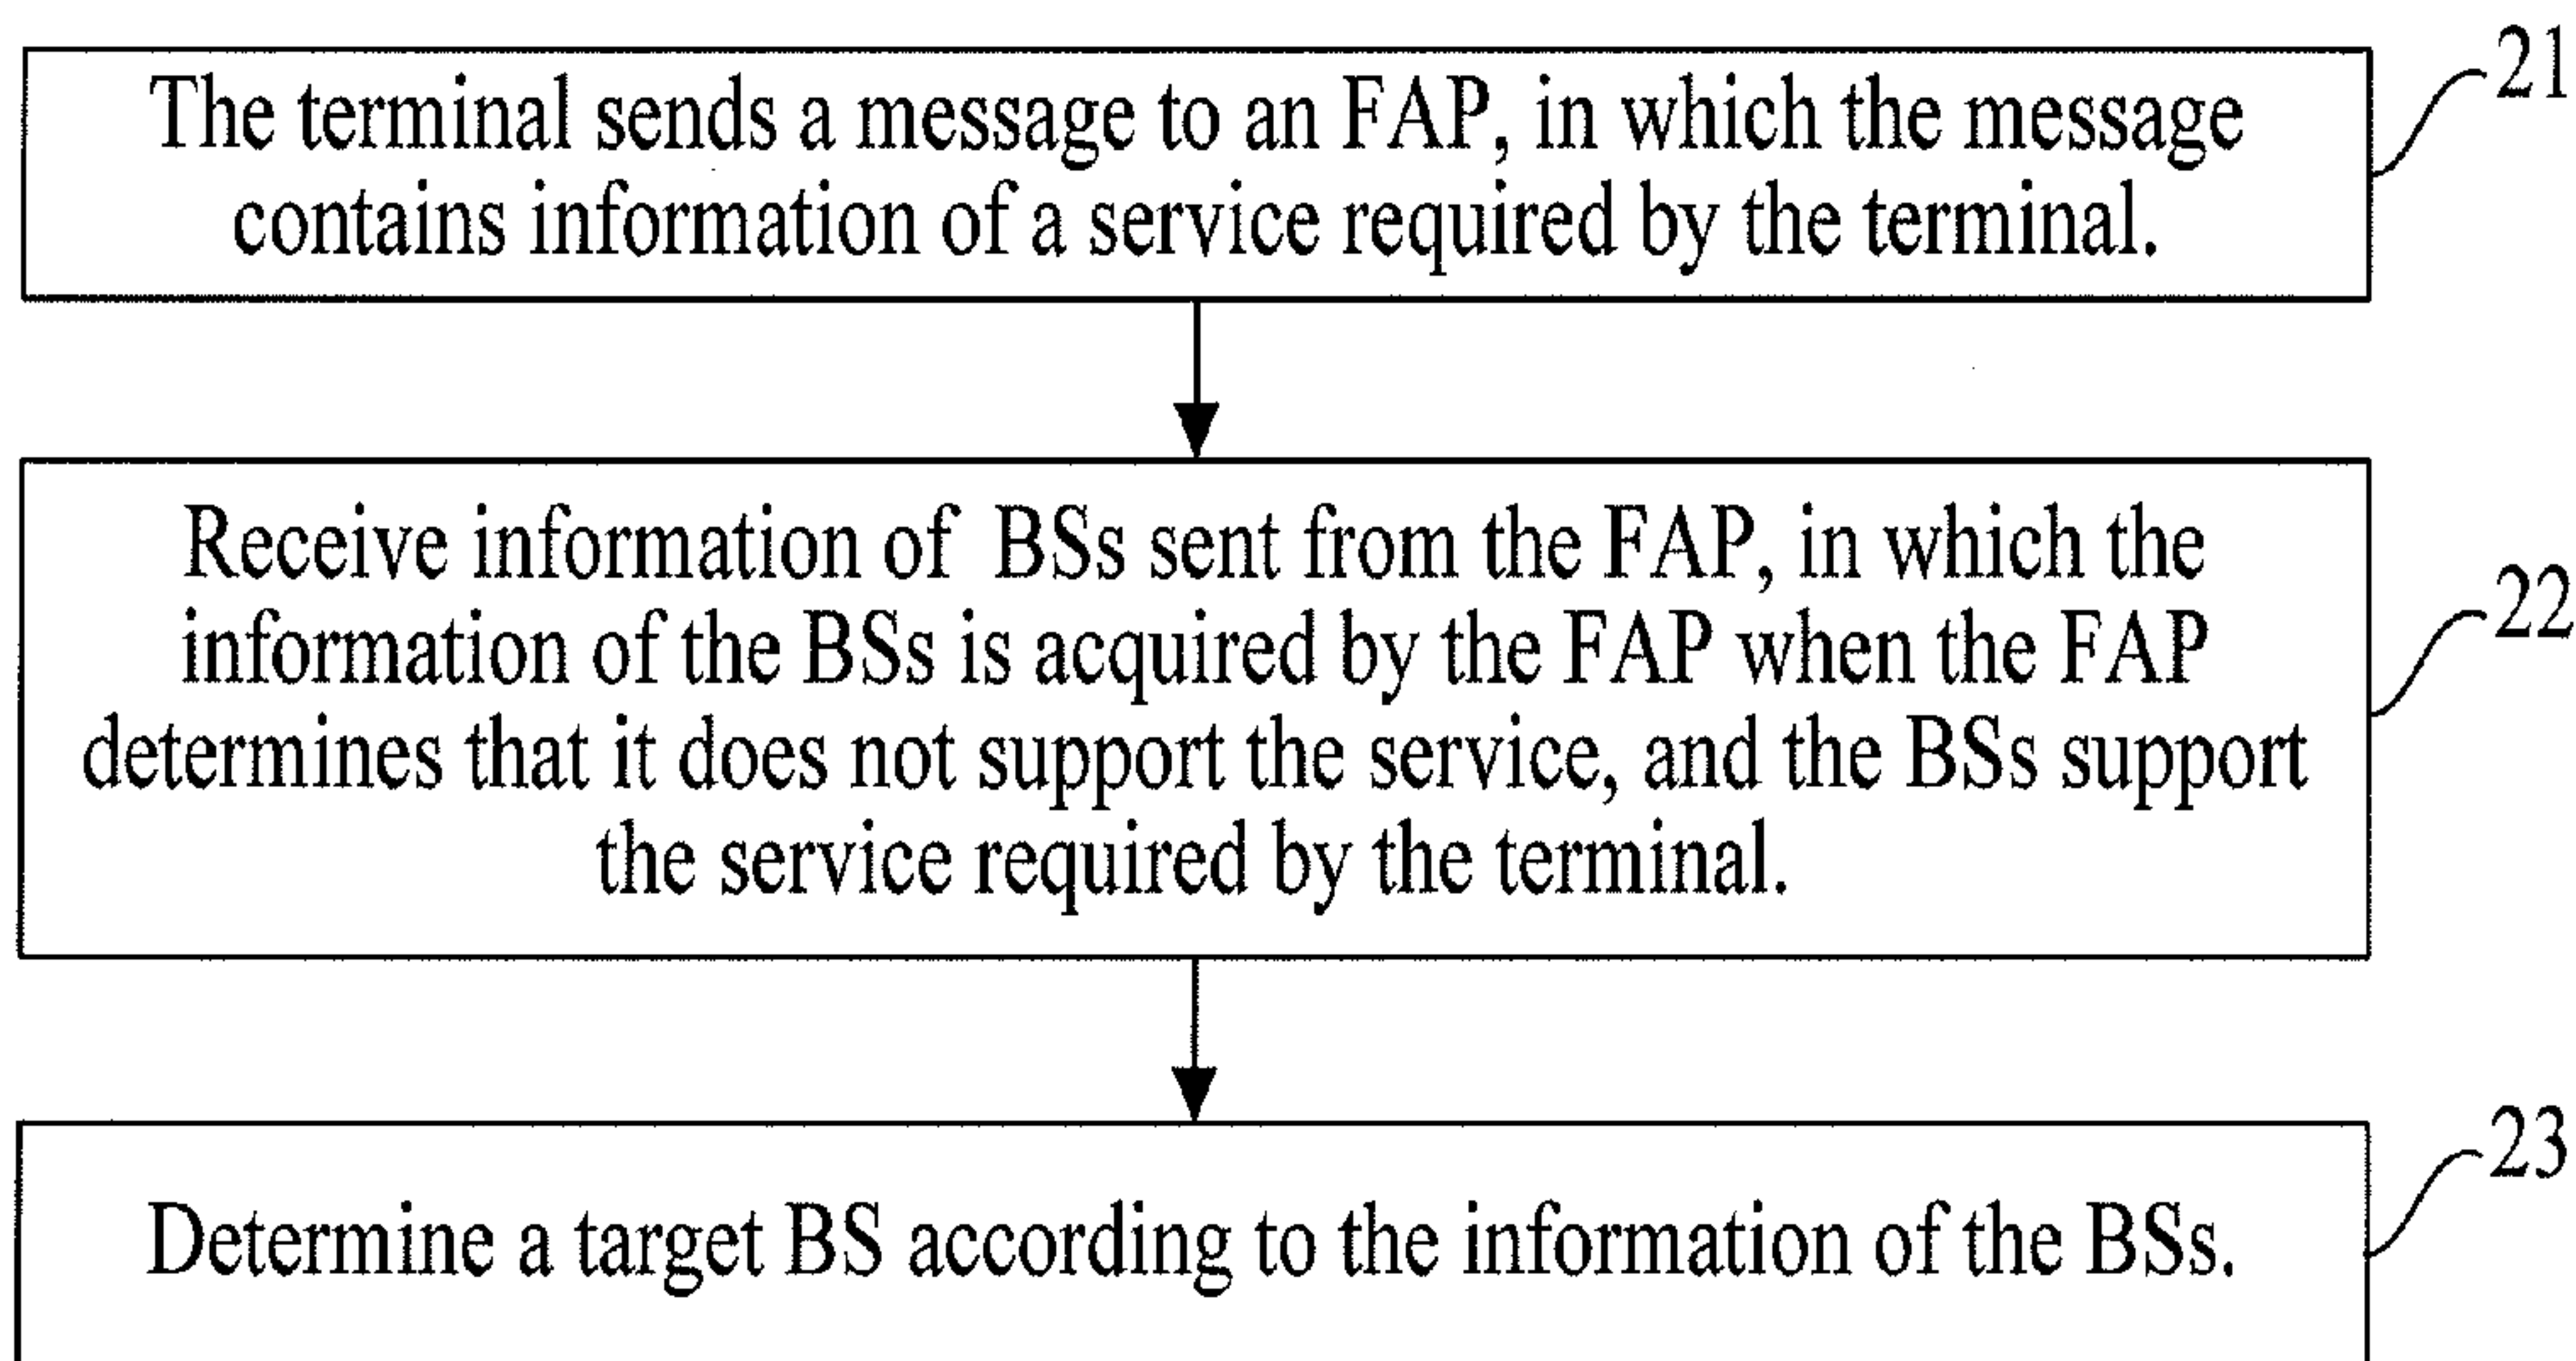 The terminal sends a message to an FAP, in which the message
contains information of a service required by the terminal.
21
Receive information of BSs sent from the FAP, in which the
information of the BSs is acquired by the FAP when the FAP
determines that it does not support the service, and the BSs support
the service required by the terminal.
22
Determine a target BS according to the information of the BSs.
23